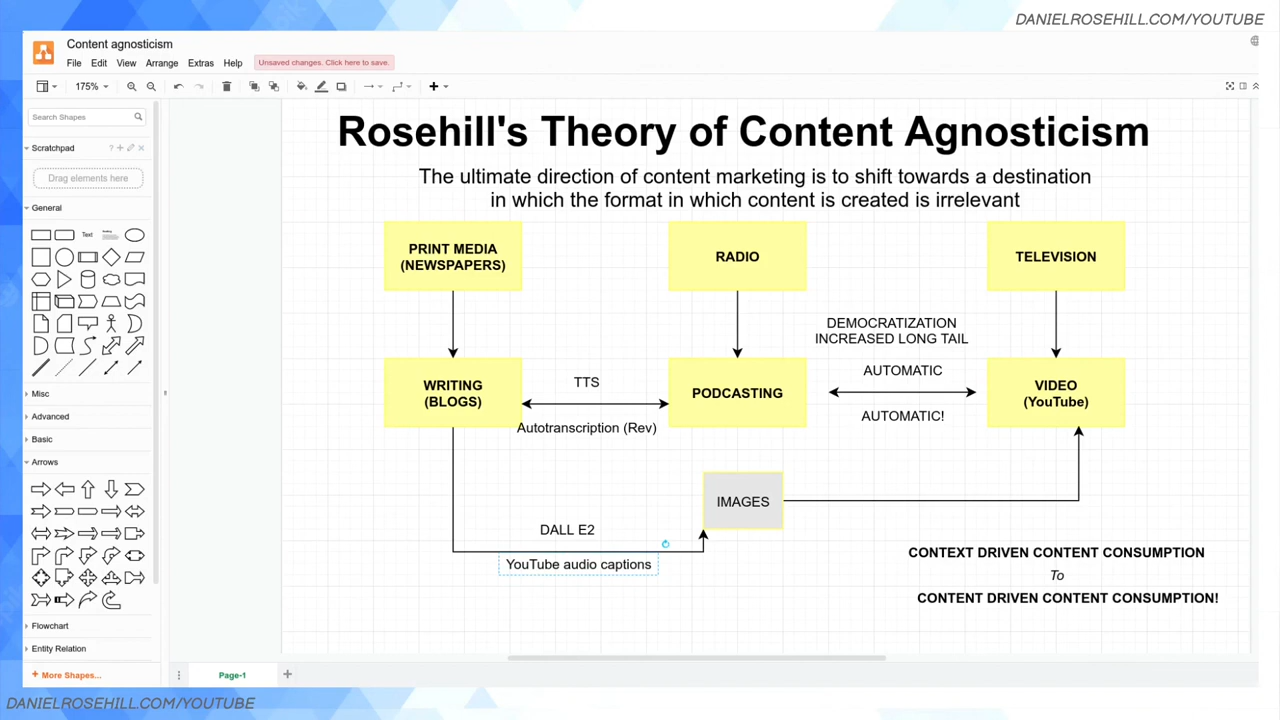 DANIELROSEHILL.COM/YOUTUBE
Content agnosticism
File Edit View Arrange Extras Help Unsaved changes. Click here to save.
175%
Search Shapes
Scratchpad
Drag elements here
General
Text
Misc
Advanced
Basic
Arrows
Flowchart
Entity Relation
+ More Shapes...
Page-1
Rosehill's Theory of Content Agnosticism
The ultimate direction of content marketing is to shift towards a destination
in which the format in which content is created is irrelevant
PRINT MEDIA
(NEWSPAPERS)
RADIO
TELEVISION
DEMOCRATIZATION
INCREASED LONG TAIL
WRITING
(BLOGS)
TTS
Autotranscription (Rev)
PODCASTING
AUTOMATIC
AUTOMATIC!
VIDEO
(YouTube)
IMAGES
DALL E2
YouTube audio captions
CONTEXT DRIVEN CONTENT CONSUMPTION
To
CONTENT DRIVEN CONTENT CONSUMPTION!
DANIELROSEHILL.COM/YOUTUBE